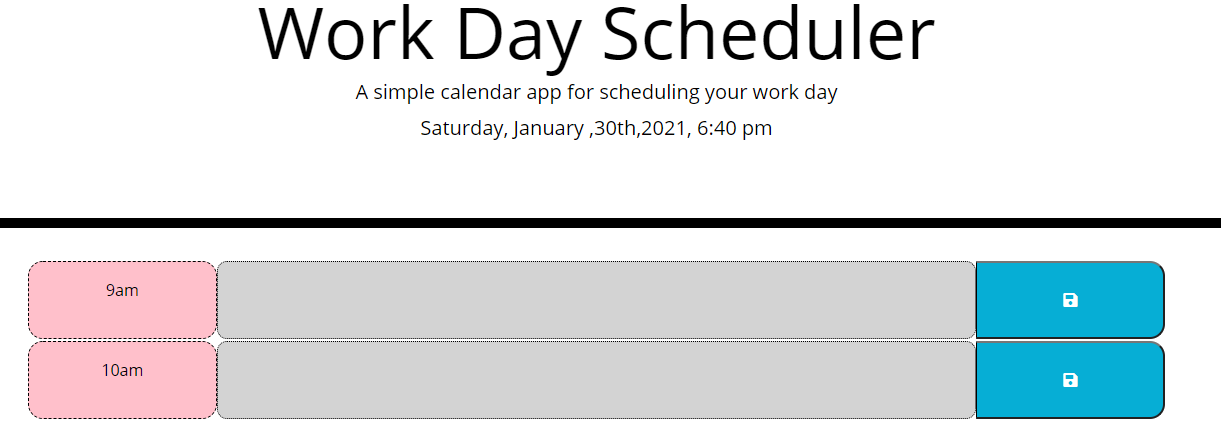 Work Day Scheduler
A simple calendar app for scheduling your work day
Saturday, January ,30th,2021, 6:40 pm
9am
10am